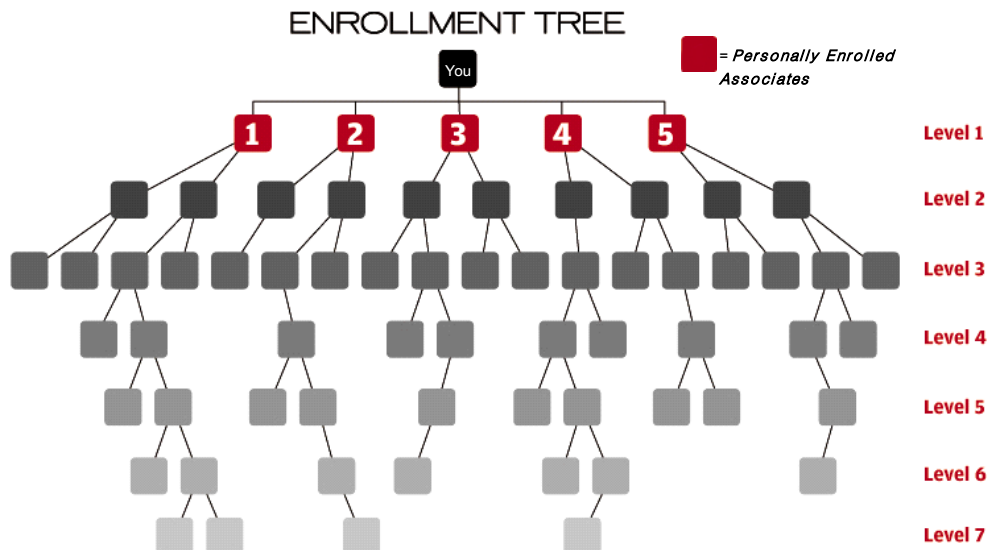 ENROLLMENT TREE
You
= Personally Enrolled
Associates
1 2 3 4 5
Level 1
Level 2
Level 3
Level 4
Level 5
Level 6
Level 7